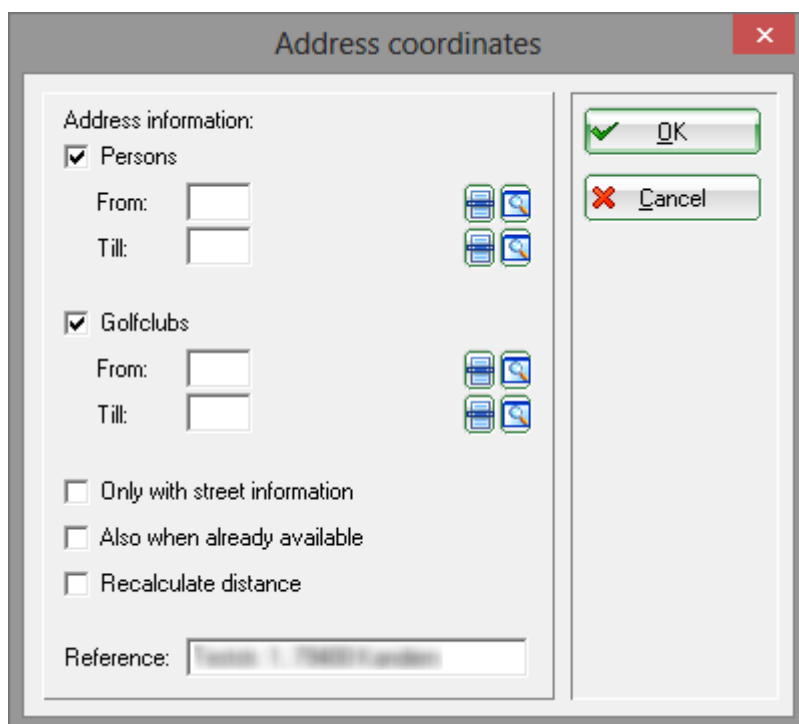 Address coordinates
Address information:
Persons
From:
Till:
Golfclubs
From:
Till:
Only with street information
Also when already available
Recalculate distance
Reference:
OK
Cancel